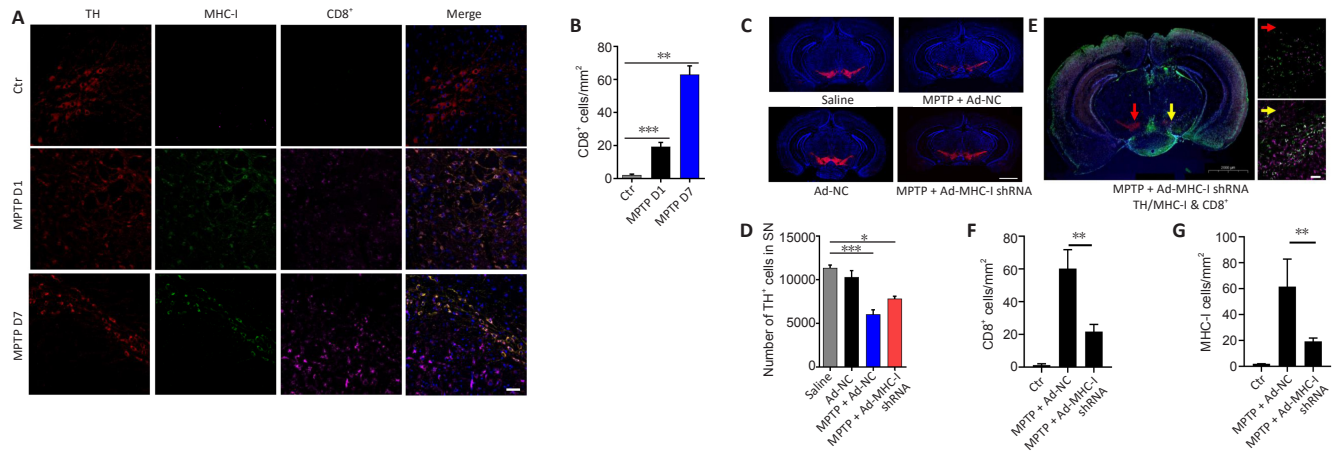 A
TH
MHC-I
CD8⁺
Merge
Ctr
MPTP D1
MPTP D7
B
CD8⁺ cells/mm²
80
60
40
20
0
**
***
Ctr
MPTP D1
MPTP D7
C
Saline
MPTP + Ad-NC
Ad-NC
MPTP + Ad-MHC-I shRNA
D
Number of TH⁺ cells in SN
15000
10000
5000
0
*
***
Saline
Ad-NC
MPTP + Ad-NC
MPTP + Ad-MHC-I
shRNA
E
MPTP + Ad-MHC-I shRNA
TH/MHC-I & CD8⁺
F
CD8⁺ cells/mm²
80
60
40
20
0
**
Ctr
MPTP + Ad-NC
MPTP + Ad-MHC-I
shRNA
G
MHC-I cells/mm²
100
80
60
40
20
0
**
Ctr
MPTP + Ad-NC
MPTP + Ad-MHC-I
shRNA